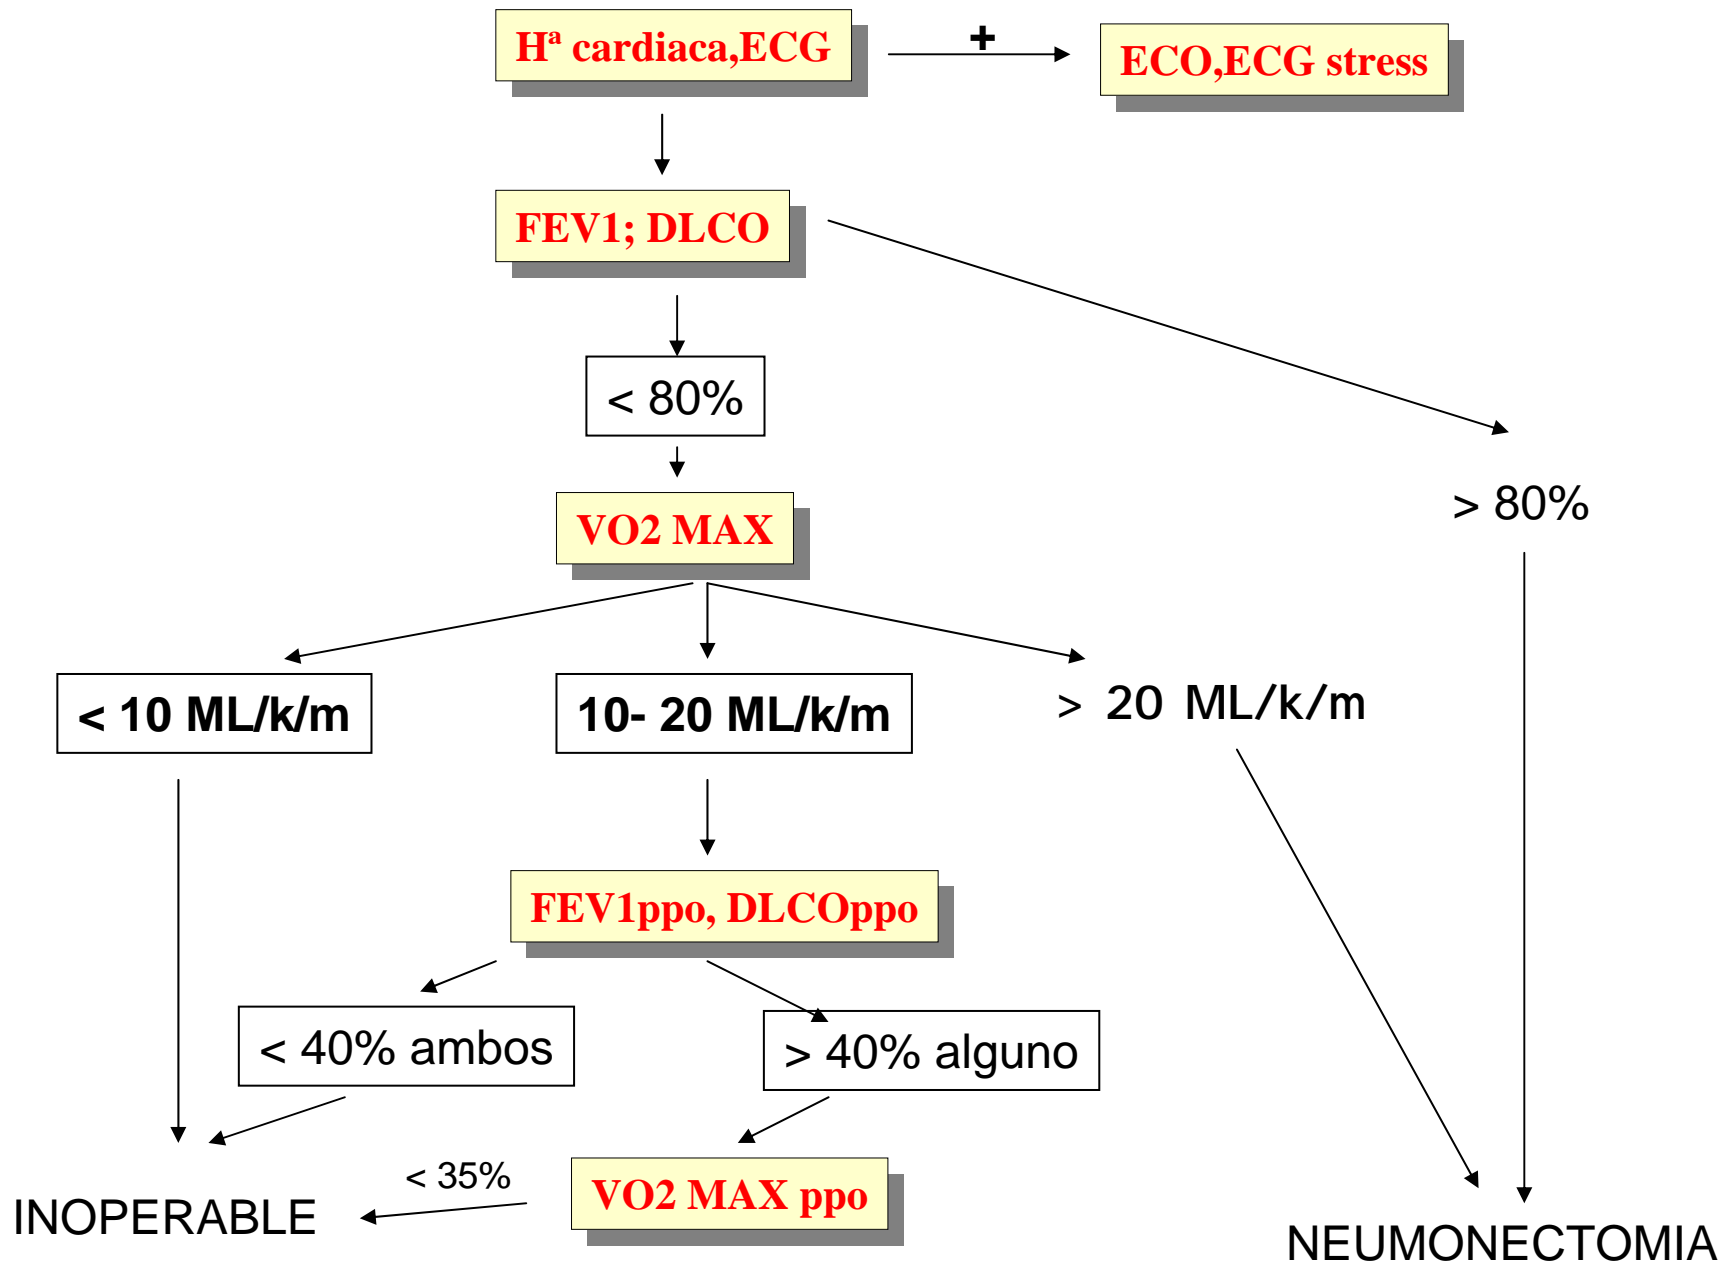 Hª cardiaca,ECG
+
ECO,ECG stress
FEV1; DLCO
< 80%
> 80%
VO2 MAX
< 10 ML/k/m
10- 20 ML/k/m
> 20 ML/k/m
FEV1ppo, DLCOppo
< 40% ambos
> 40% alguno
< 35%
VO2 MAX ppo
INOPERABLE
NEUMONECTOMIA